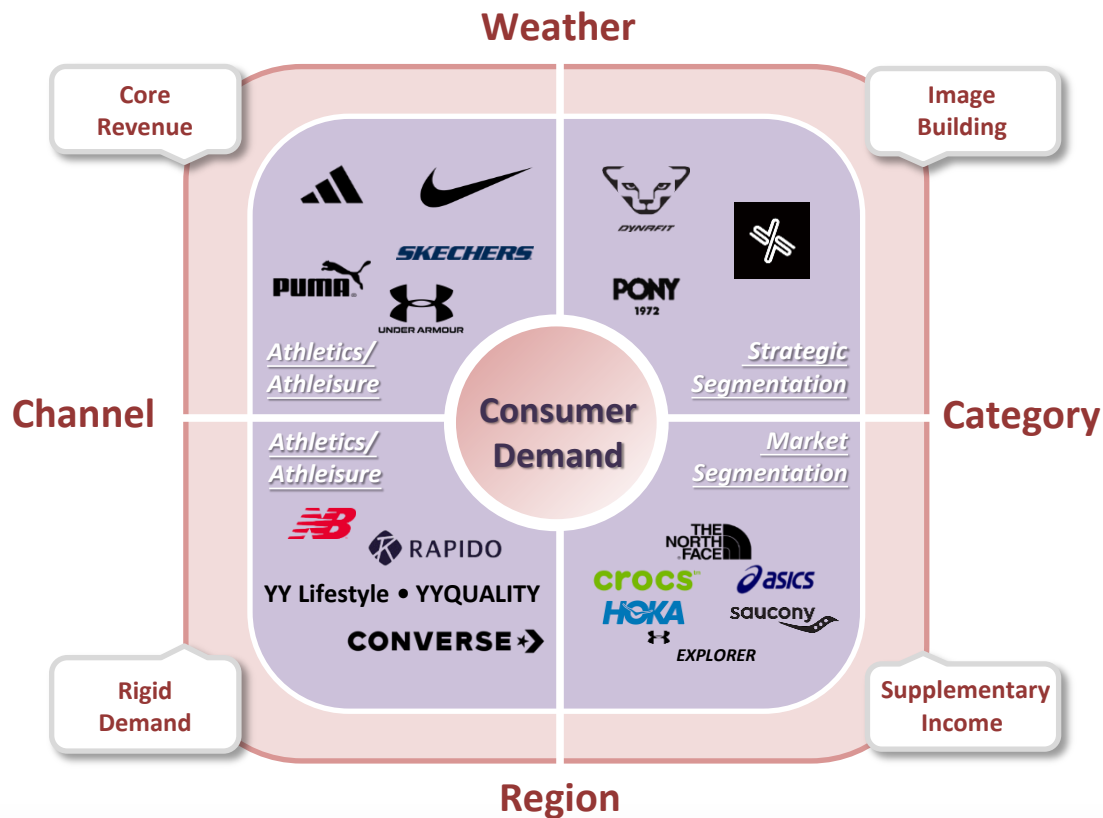 Weather
Core
Revenue
Image
Building
SKECHERS
PUMA
UNDER ARMOUR
DYNAFIT
PONY
1972
Athletics/
Athleisure
Strategic
Segmentation
Channel
Consumer
Demand
Category
Athletics/
Athleisure
Market
Segmentation
NB
RAPIDO
YY Lifestyle • YYQUALITY
CONVERSE
THE
NORTH
FACE
crocs™
asics
HOKA
saucony
EXPLORER
Rigid
Demand
Supplementary
Income
Region